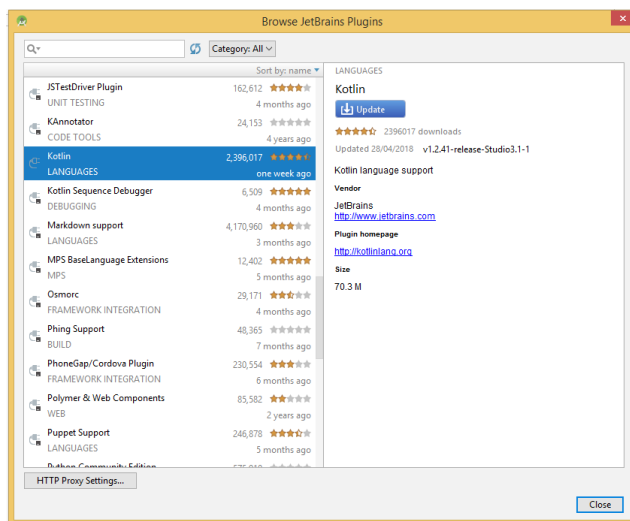 Browse JetBrains Plugins
Category: All
Sort by: name
JSTestDriver Plugin 162,612
UNIT TESTING 4 months ago
KAnnotator 24,153
CODE TOOLS 4 years ago
Kotlin 2,396,017
LANGUAGES one week ago
Kotlin Sequence Debugger 6,509
DEBUGGING 4 months ago
Markdown support 4,170,960
LANGUAGES 3 months ago
MPS BaseLanguage Extensions 12,402
MPS 5 months ago
Osmorc 29,171
FRAMEWORK INTEGRATION 4 months ago
Phing Support 48,365
BUILD 7 months ago
PhoneGap/Cordova Plugin 230,554
FRAMEWORK INTEGRATION 6 months ago
Polymer & Web Components 85,582
WEB 2 years ago
Puppet Support 246,878
LANGUAGES 5 months ago
Python Community Edition
LANGUAGES
Kotlin
Update
2396017 downloads
Updated 28/04/2018 v1.2.41-release-Studio3.1-1
Kotlin language support
Vendor
JetBrains
http://www.jetbrains.com
Plugin homepage
http://kotlinlang.org
Size
70.3 M
HTTP Proxy Settings...
Close